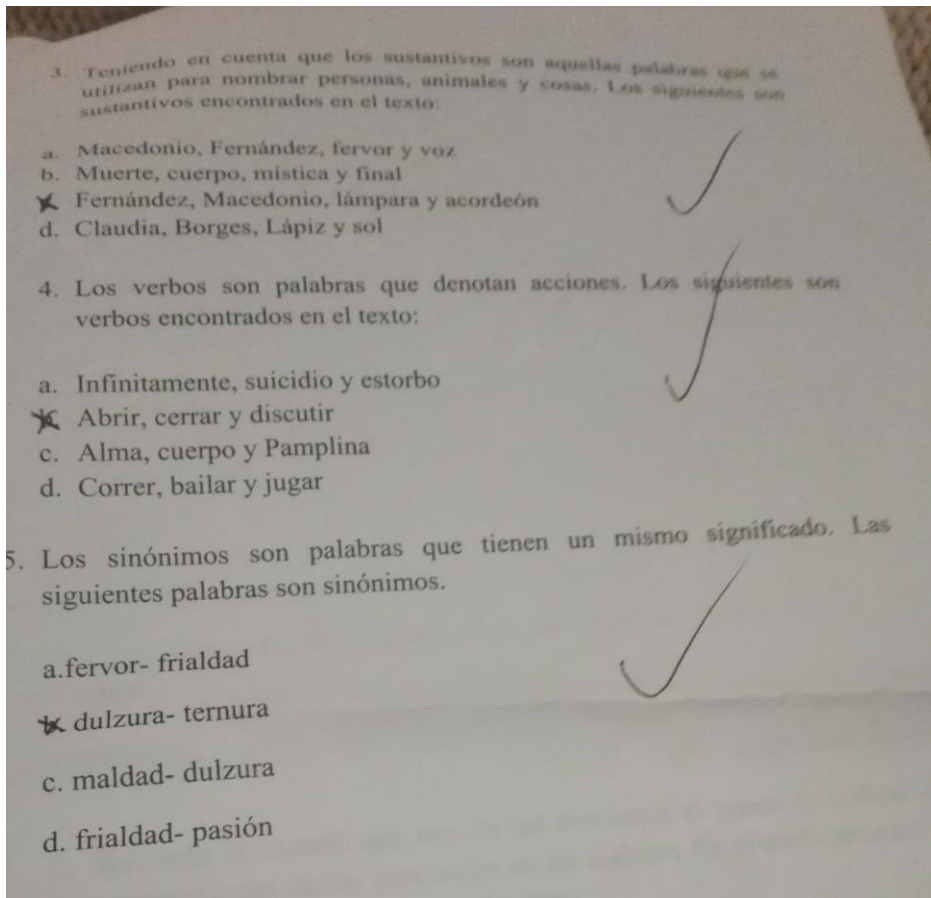 3. Teniendo en cuenta que los sustantivos son aquellas palabras que se
utilizan para nombrar personas, animales y cosas. Los siguientes son
sustantivos encontrados en el texto:
a. Macedonio, Fernández, fervor y voz
b. Muerte, cuerpo, mística y final
Fernández, Macedonio, lámpara y acordeón
d. Claudia, Borges, Lápiz y sol
4. Los verbos son palabras que denotan acciones. Los siguientes son
verbos encontrados en el texto:
a. Infinitamente, suicidio y estorbo
Abrir, cerrar y discutir
c. Alma, cuerpo y Pamplina
d. Correr, bailar y jugar
5. Los sinónimos son palabras que tienen un mismo significado. Las
siguientes palabras son sinónimos.
a.fervor- frialdad
dulzura- ternura
c. maldad- dulzura
d. frialdad- pasión